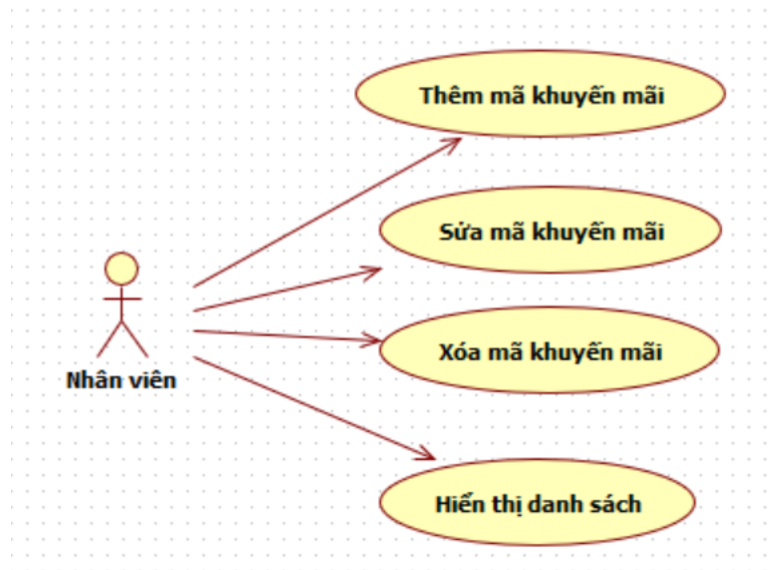 Thêm mã khuyến mãi
Sửa mã khuyến mãi
Xóa mã khuyến mãi
Nhân viên
Hiển thị danh sách